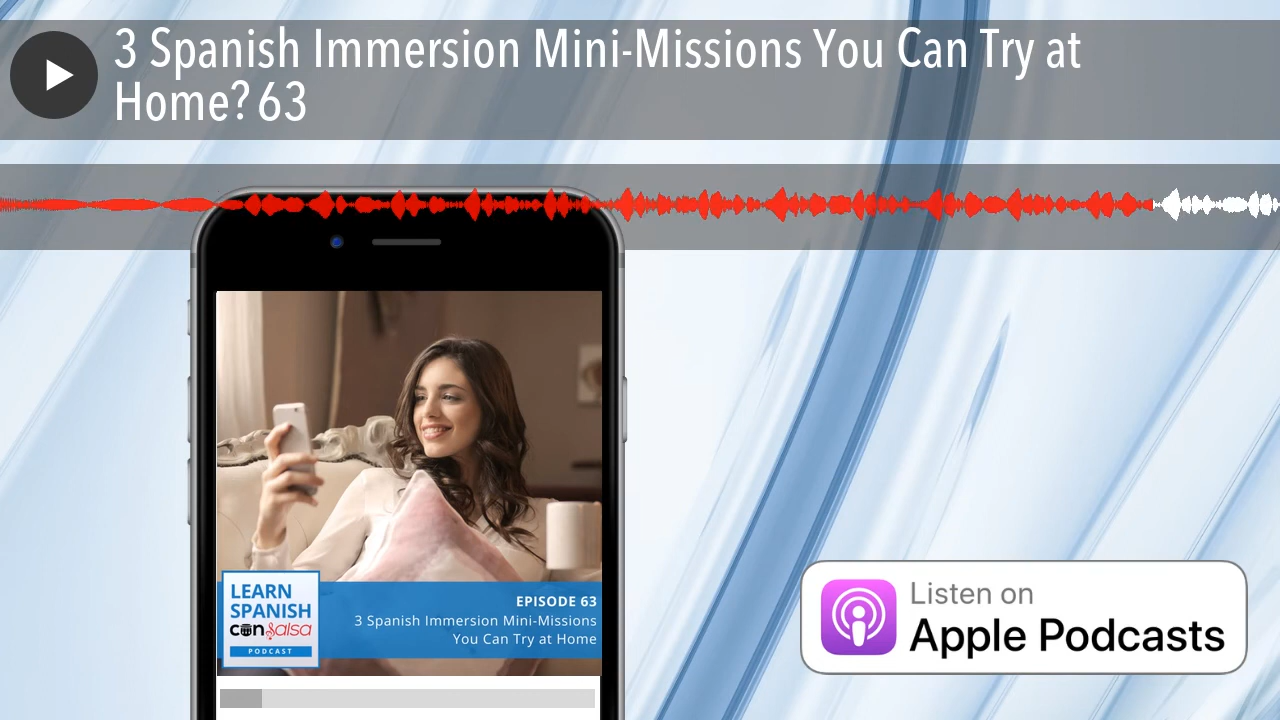 3 Spanish Immersion Mini-Missions You Can Try at
Home? 63
LEARN
SPANISH
con Salsa
PODCAST
EPISODE 63
3 Spanish Immersion Mini-Missions
You Can Try at Home
Listen on
Apple Podcasts